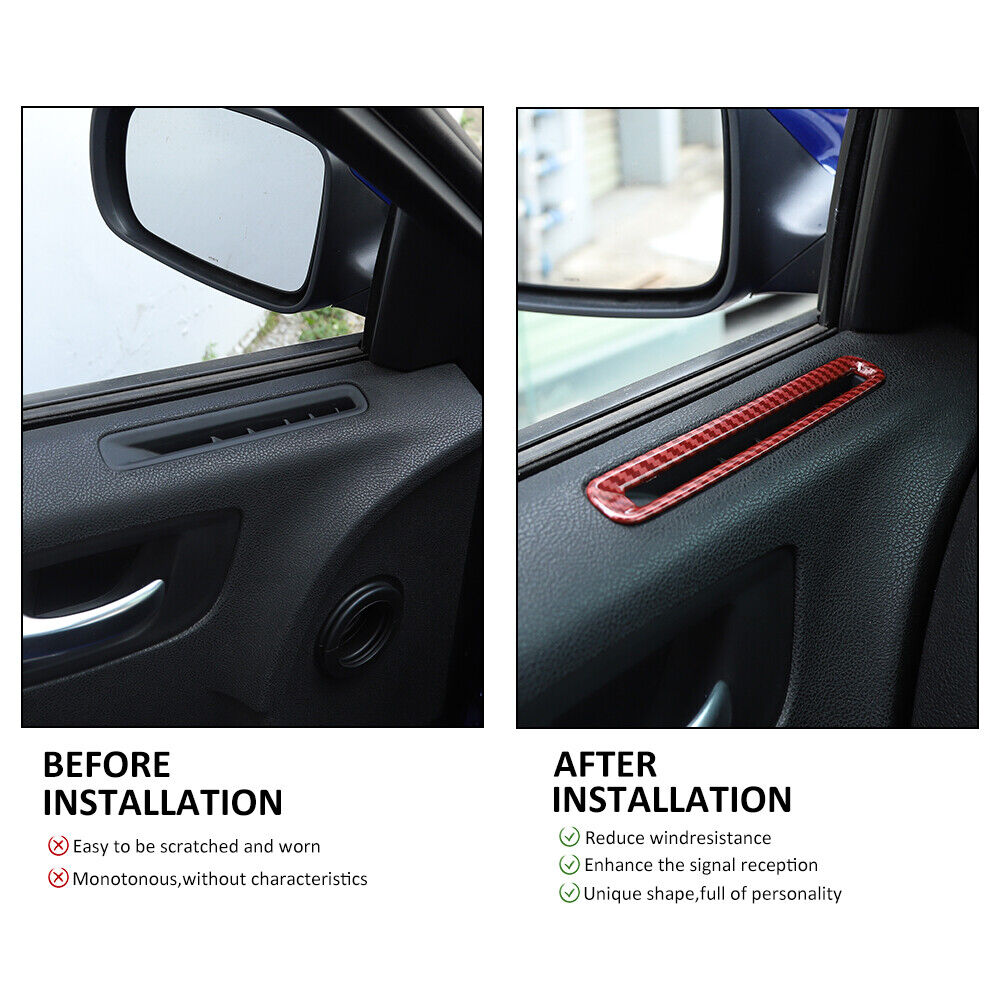 BEFORE
INSTALLATION
Easy to be scratched and worn
Monotonous,without characteristics
AFTER
INSTALLATION
Reduce windresistance
Enhance the signal reception
Unique shape,full of personality